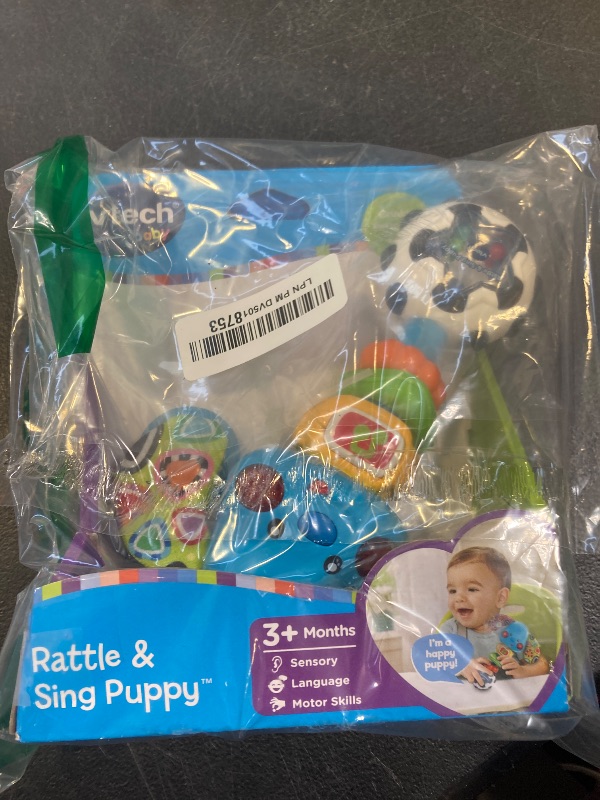 vtech
baby
LPN PM DV5018753
Rattle &
Sing Puppy™
3+ Months
Sensory
Language
Motor Skills
I'm a
happy
puppy!